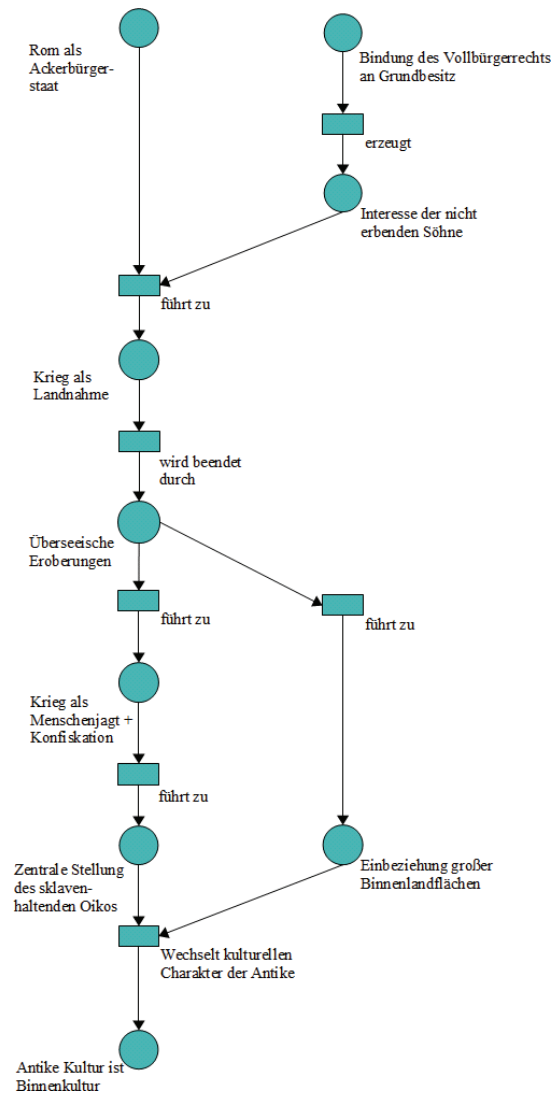 Rom als
Ackerbürger-
staat
Bindung des Vollbürgerrechts
an Grundbesitz
erzeugt
Interesse der nicht
erbenden Söhne
führt zu
Krieg als
Landnahme
wird beendet
durch
Überseeische
Eroberungen
führt zu
führt zu
Krieg als
Menschenjagt +
Konfiskation
führt zu
Zentrale Stellung
des sklaven-
haltenden Oikos
Einbeziehung großer
Binnenlandflächen
Wechselt kulturellen
Charakter der Antike
Antike Kultur ist
Binnenkultur